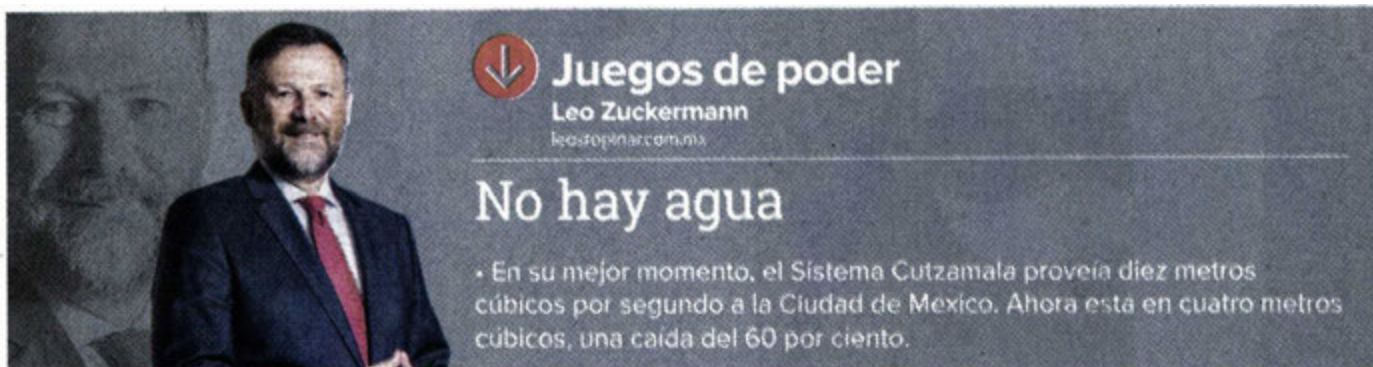 Juegos de poder
Leo Zuckermann
No hay agua
• En su mejor momento, el Sistema Cutzamala proveía diez metros
cúbicos por segundo a la Ciudad de México. Ahora esta en cuatro metros
cúbicos, una caída del 60 por ciento.